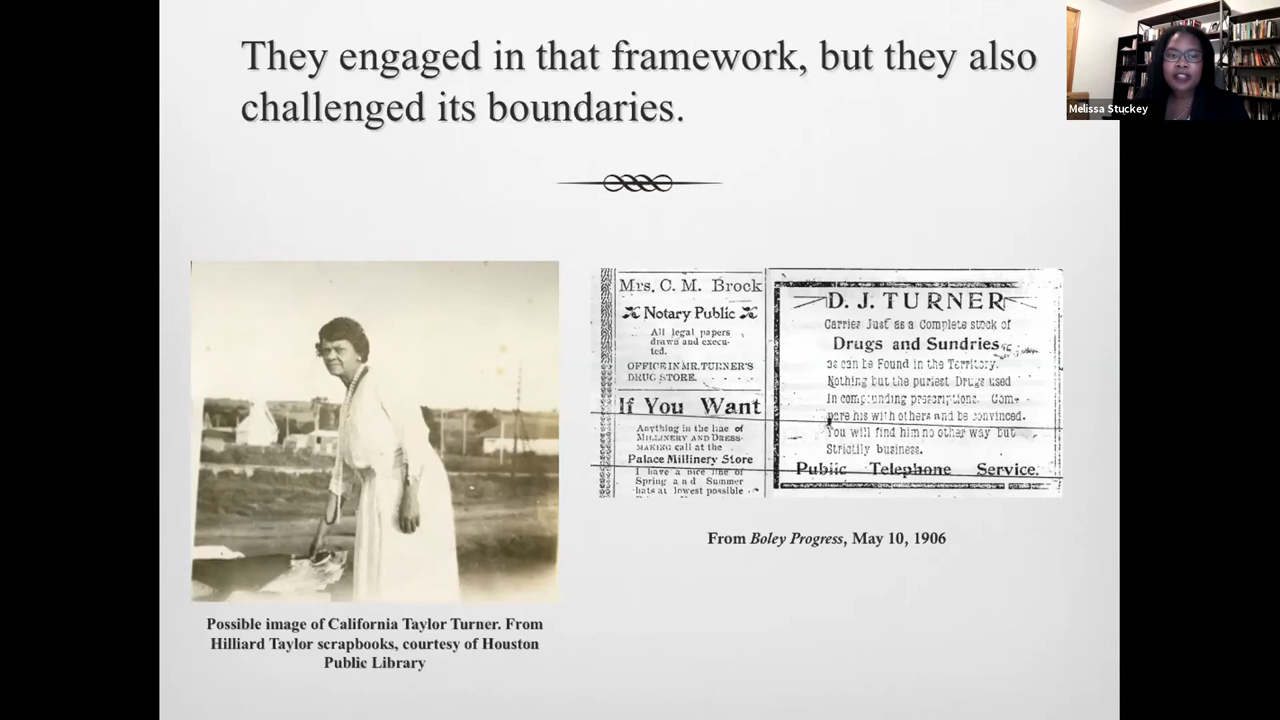 They engaged in that framework, but they also
challenged its boundaries.
Melissa Stuckey
Mrs. C. M. Brock
Notary Public
All legal papers
drawn and execu-
ted.
OFFICE IN MR. TURNER'S
DRUG STORE.
If You Want
Anything in the line of
MILLINERY AND DRESS-
MAKING call at the
Palace Millinery Store
I have a nice line of
Spring and Summer
hats at lowest possible
D. J. TURNER
Carries Just as a Complete stock of
Drugs and Sundries
as can be Found in the Territory.
Nothing but the puriest Drugs used
in compounding prescriptions. Com-
pare his with others and be convinced.
You will find him no other way but
Strictily business.
Public Telephone Service.
From Boley Progress, May 10, 1906
Possible image of California Taylor Turner. From
Hilliard Taylor scrapbooks, courtesy of Houston
Public Library